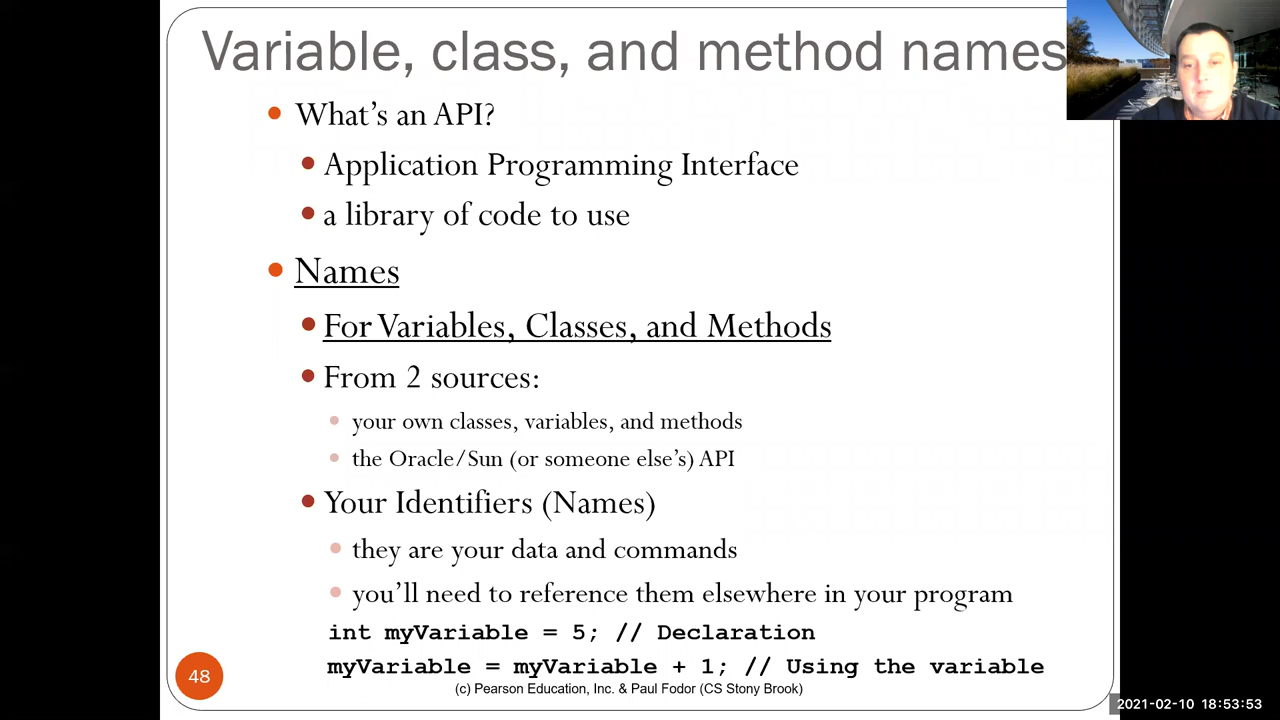 Variable, class, and method names
What's an API?
Application Programming Interface
a library of code to use
Names
For Variables, Classes, and Methods
From 2 sources:
your own classes, variables, and methods
the Oracle/Sun (or someone else's) API
Your Identifiers (Names)
they are your data and commands
you'll need to reference them elsewhere in your program
int myVariable = 5; // Declaration
myVariable = myVariable + 1; // Using the variable
48
(c) Pearson Education, Inc. & Paul Fodor (CS Stony Brook)
2021-02-10 18:53:53